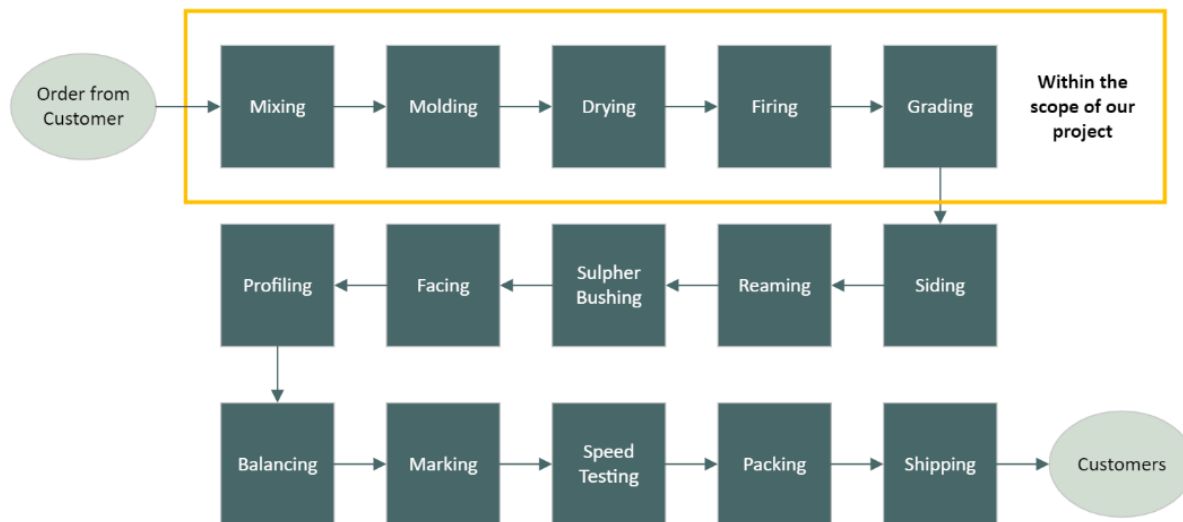 Order from
Customer
Mixing
Molding
Drying
Firing
Grading
Within the
scope of our
project
Siding
Reaming
Sulpher
Bushing
Facing
Profiling
Balancing
Marking
Speed
Testing
Packing
Shipping
Customers